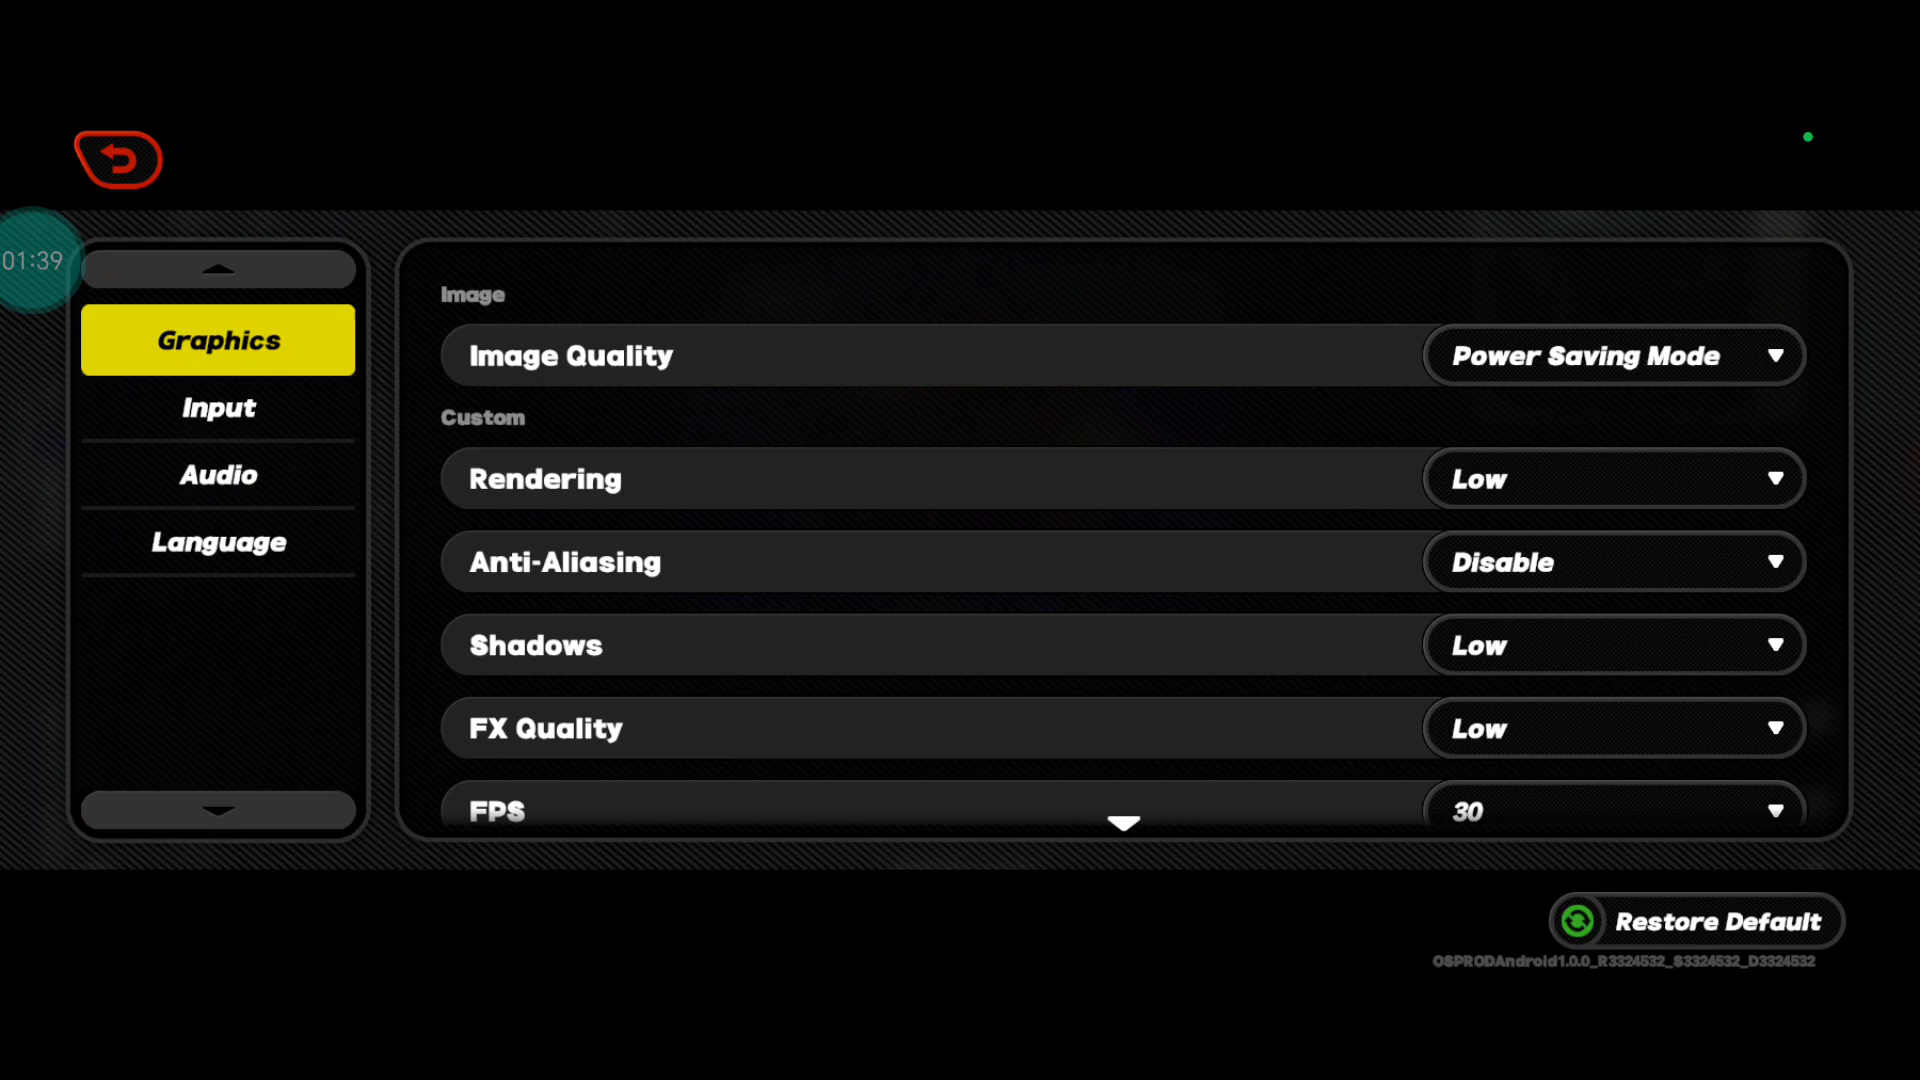 01:39
Graphics
Input
Audio
Language
Image
Image Quality Power Saving Mode
Custom
Rendering Low
Anti-Aliasing Disable
Shadows Low
FX Quality Low
FPS 30
Restore Default
OSPRODAndroid1.0.0_R3324532_S3324532_D3324532